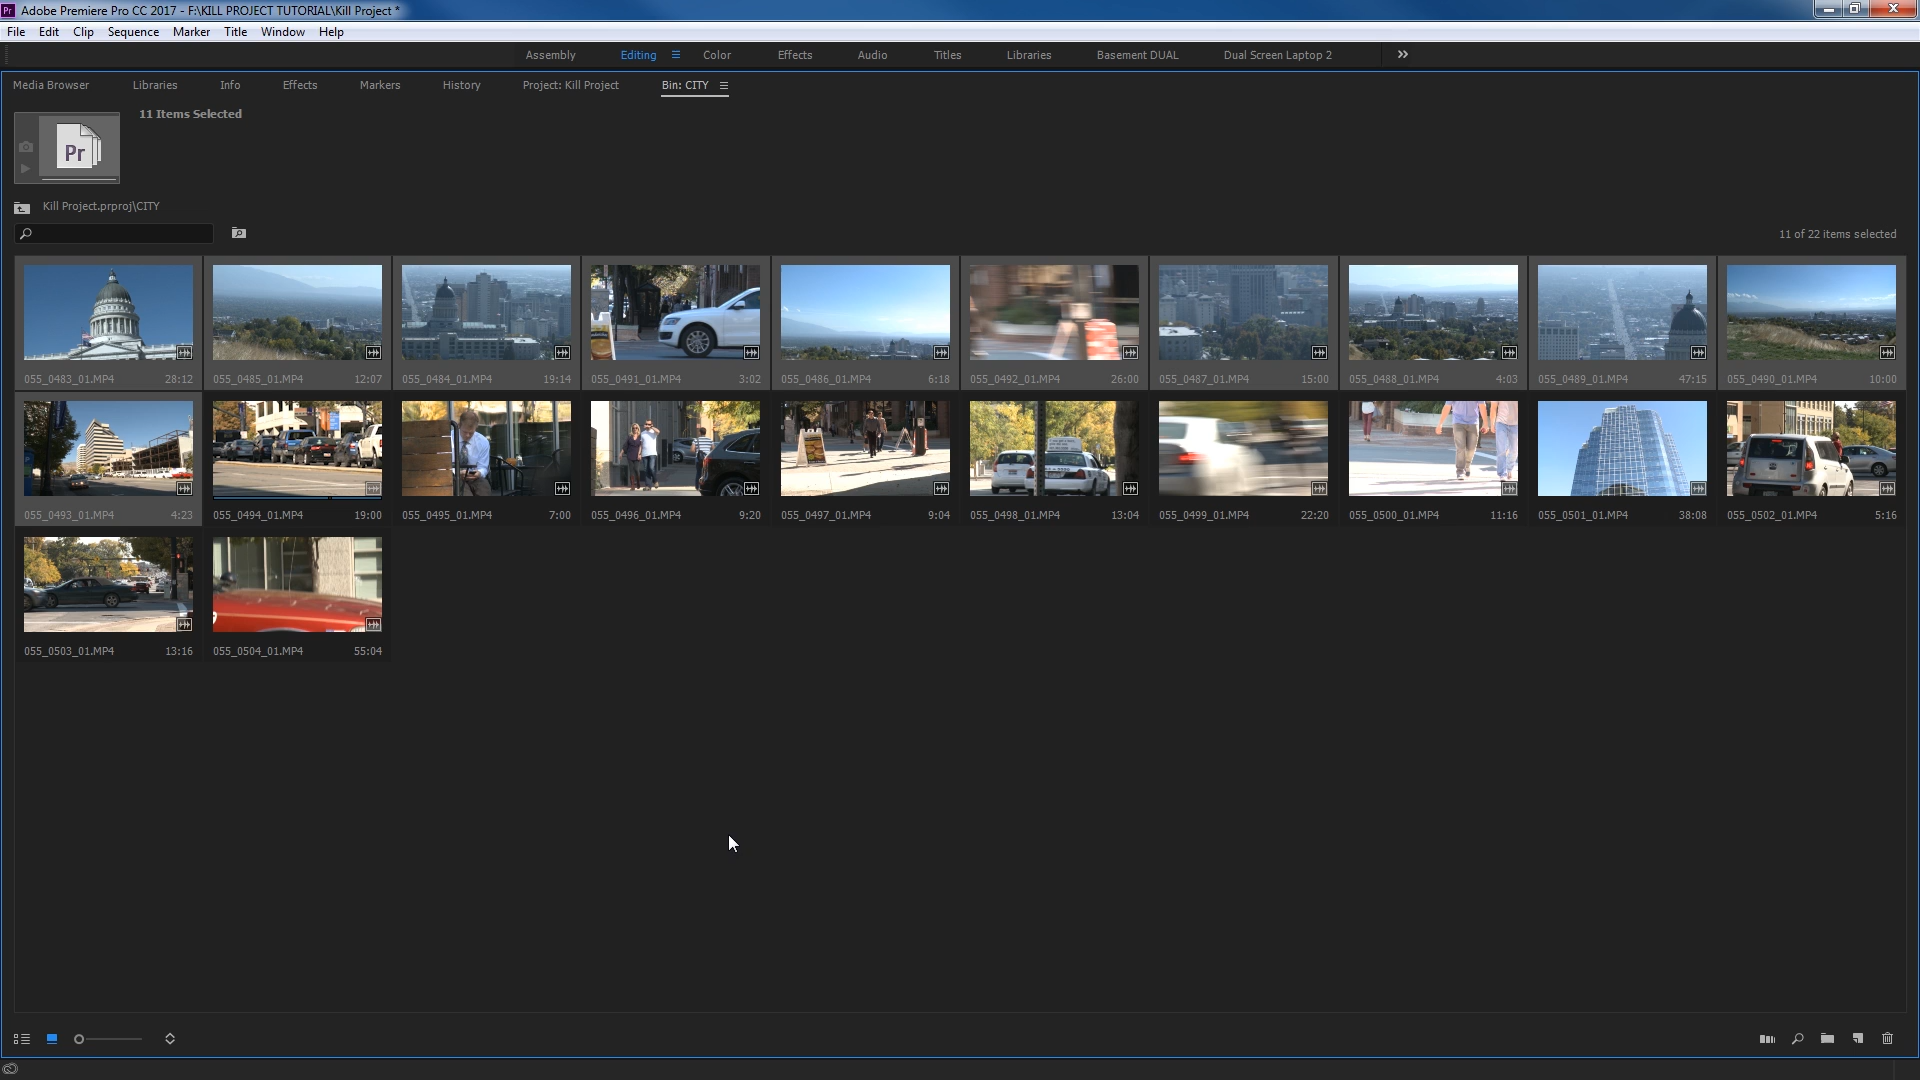 Pr Adobe Premiere Pro CC 2017 - F:\KILL PROJECT TUTORIAL\Kill Project *
File Edit Clip Sequence Marker Title Window Help
Assembly Editing Color Effects Audio Titles Libraries Basement DUAL Dual Screen Laptop 2
Media Browser Libraries Info Effects Markers History Project: Kill Project Bin: CITY
11 Items Selected
Pr
Kill Project.prproj\CITY
11 of 22 items selected
055_0483_01.MP4 28:12 055_0485_01.MP4 12:07 055_0484_01.MP4 19:14 055_0491_01.MP4 3:02 055_0486_01.MP4 6:18 055_0492_01.MP4 26:00 055_0487_01.MP4 15:00 055_0488_01.MP4 4:03 055_0489_01.MP4 47:15 055_0490_01.MP4 10:00
055_0493_01.MP4 4:23 055_0494_01.MP4 19:00 055_0495_01.MP4 7:00 055_0496_01.MP4 9:20 055_0497_01.MP4 9:04 055_0498_01.MP4 13:04 055_0499_01.MP4 22:20 055_0500_01.MP4 11:16 055_0501_01.MP4 38:08 055_0502_01.MP4 5:16
055_0503_01.MP4 13:16 055_0504_01.MP4 55:04